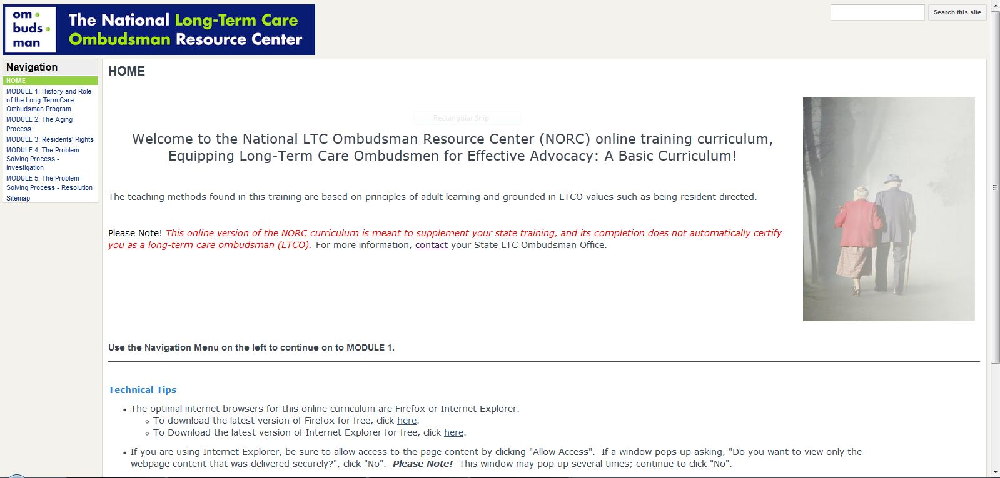 om
buds
man
The National Long-Term Care
Ombudsman Resource Center
Search this site
Navigation
HOME
MODULE 1: History and Role
of the Long-Term Care
Ombudsman Program
MODULE 2: The Aging
Process
MODULE 3: Residents' Rights
MODULE 4: The Problem
Solving Process -
Investigation
MODULE 5: The Problem-
Solving Process - Resolution
Sitemap
HOME
Rectangular Snip
Welcome to the National LTC Ombudsman Resource Center (NORC) online training curriculum,
Equipping Long-Term Care Ombudsmen for Effective Advocacy: A Basic Curriculum!
The teaching methods found in this training are based on principles of adult learning and grounded in LTCO values such as being resident directed.
Please Note! This online version of the NORC curriculum is meant to supplement your state training, and its completion does not automatically certify
you as a long-term care ombudsman (LTCO). For more information, contact your State LTC Ombudsman Office.
Use the Navigation Menu on the left to continue on to MODULE 1.
Technical Tips
• The optimal internet browsers for this online curriculum are Firefox or Internet Explorer.
◦ To download the latest version of Firefox for free, click here.
◦ To Download the latest version of Internet Explorer for free, click here.
• If you are using Internet Explorer, be sure to allow access to the page content by clicking "Allow Access". If a window pops up asking, "Do you want to view only the
webpage content that was delivered securely?", click "No". Please Note! This window may pop up several times; continue to click "No".